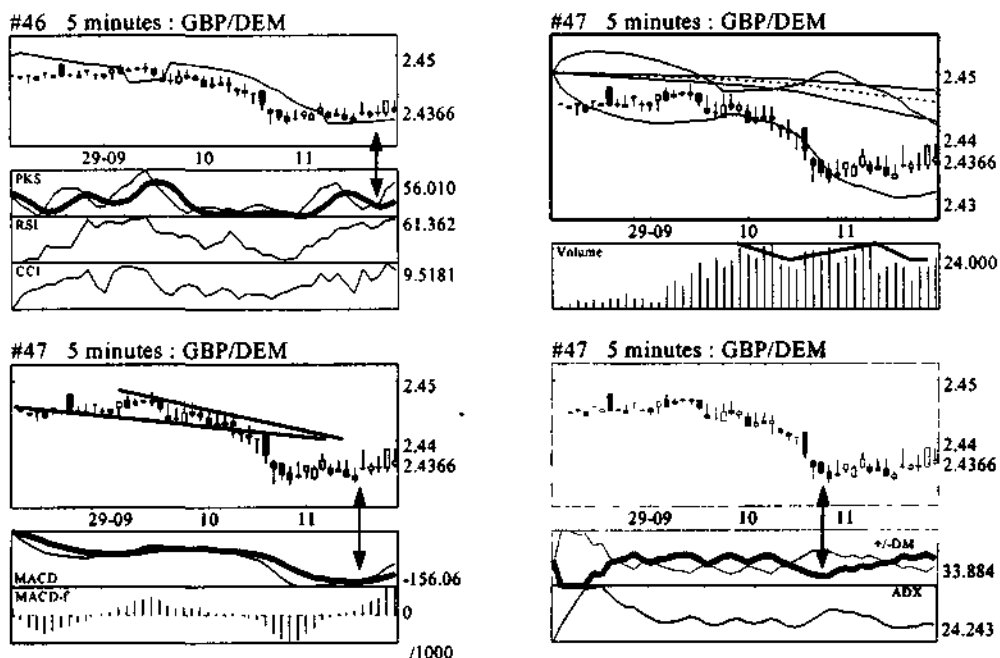 #46 5 minutes : GBP/DEM
2.45
2.4366
29-09 10 11
PKS
56.010
RSI
61.362
CCI
9.5181
#47 5 minutes : GBP/DEM
2.45
2.44
2.4366
2.43
29-09 10 11
Volume
24.000
#47 5 minutes : GBP/DEM
2.45
2.44
2.4366
29-09 10 11
MACD
-156.06
MACD-f
0
/1000
#47 5 minutes : GBP/DEM
2.45
2.44
2.4366
29-09 10 11
+/-DM
33.884
ADX
24.243